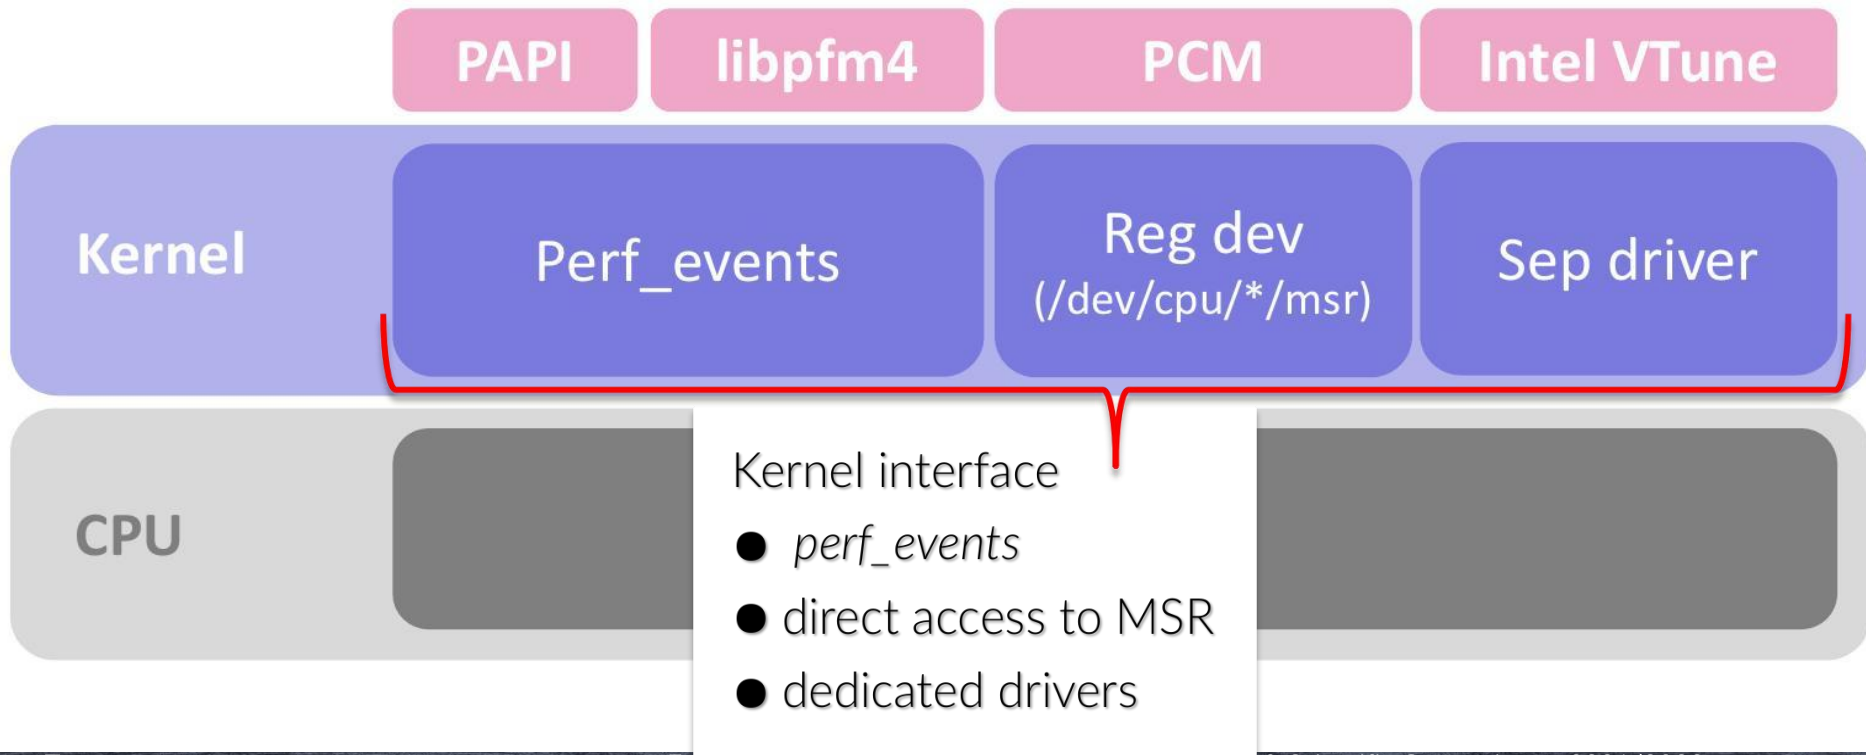 PAPI libpfm4 PCM Intel VTune
Kernel
Perf_events
Reg dev
(/dev/cpu/*/msr)
Sep driver
CPU
Kernel interface
● perf_events
● direct access to MSR
● dedicated drivers